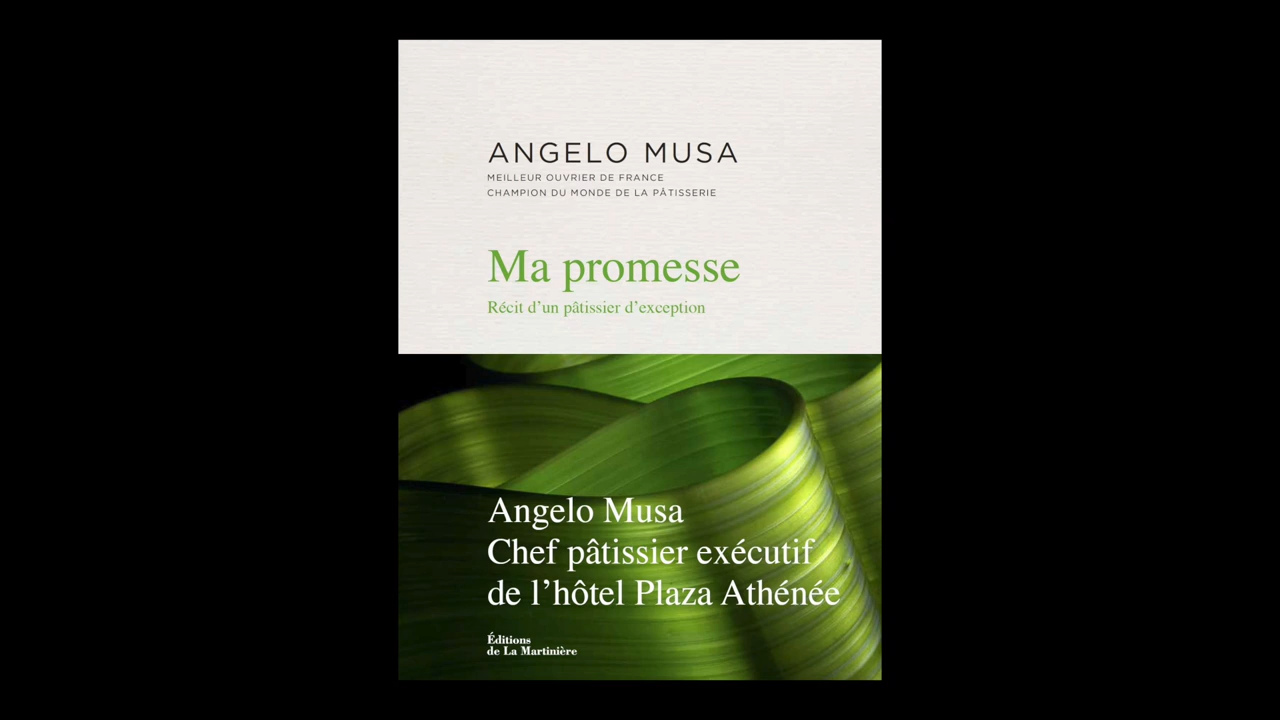 ANGELO MUSA
MEILLEUR OUVRIER DE FRANCE
CHAMPION DU MONDE DE LA PÂTISSERIE
Ma promesse
Récit d’un pâtissier d’exception
Angelo Musa
Chef pâtissier exécutif
de l’hôtel Plaza Athénée
Éditions
de La Martinière